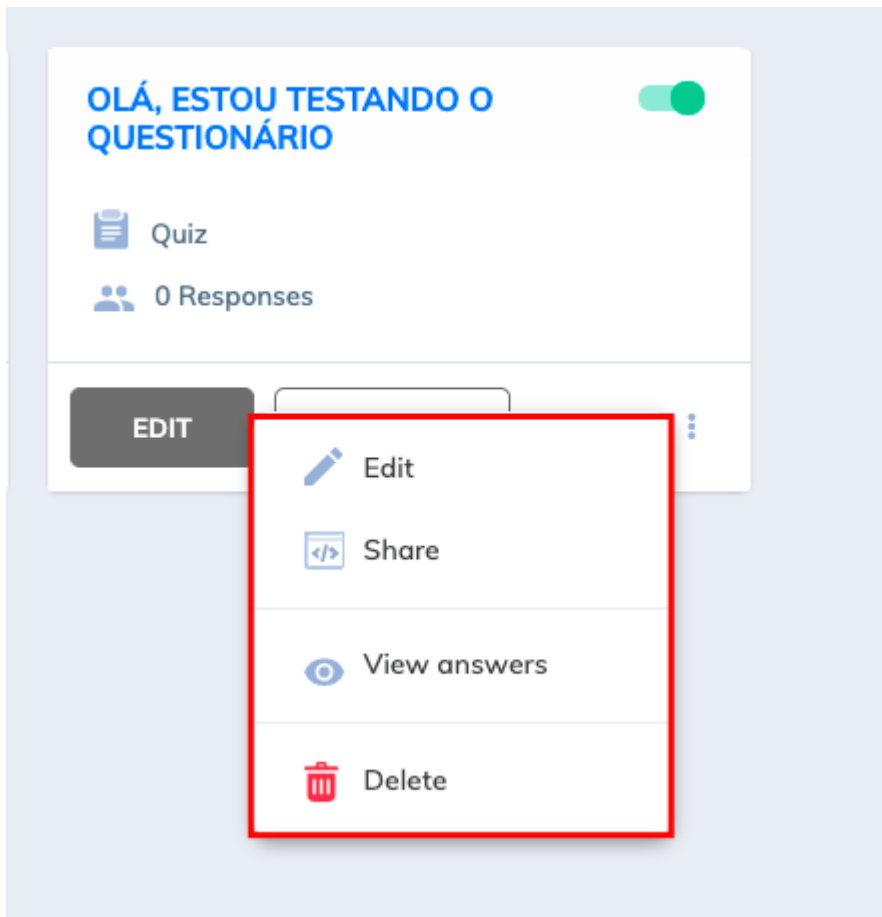 OLÁ, ESTOU TESTANDO O
QUESTIONÁRIO
Quiz
0 Responses
EDIT
Edit
Share
View answers
Delete